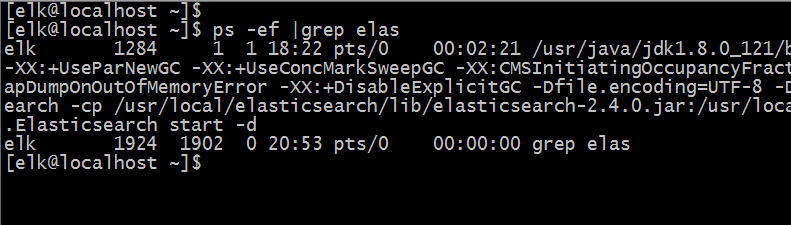 [elk@localhost ~]$
[elk@localhost ~]$ ps -ef |grep elas
elk 1284 1 1 18:22 pts/0 00:02:21 /usr/java/jdk1.8.0_121/b
-XX:+UseParNewGC -XX:+UseConcMarkSweepGC -XX:CMSInitiatingOccupancyFract
apDumpOnOutOfMemoryError -XX:+DisableExplicitGC -Dfile.encoding=UTF-8 -D
earch -cp /usr/local/elasticsearch/lib/elasticsearch-2.4.0.jar:/usr/loca
.Elasticsearch start -d
elk 1924 1902 0 20:53 pts/0 00:00:00 grep elas
[elk@localhost ~]$